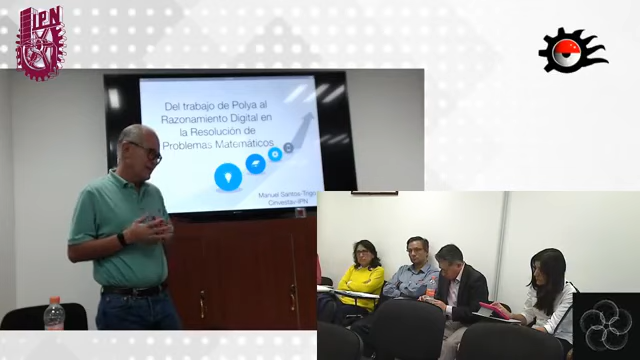 IPN
Del trabajo de Polya al
Razonamiento Digital en
la Resolución de
Problemas Matemáticos
Manuel Santos-Trigo
Cinvestav-IPN